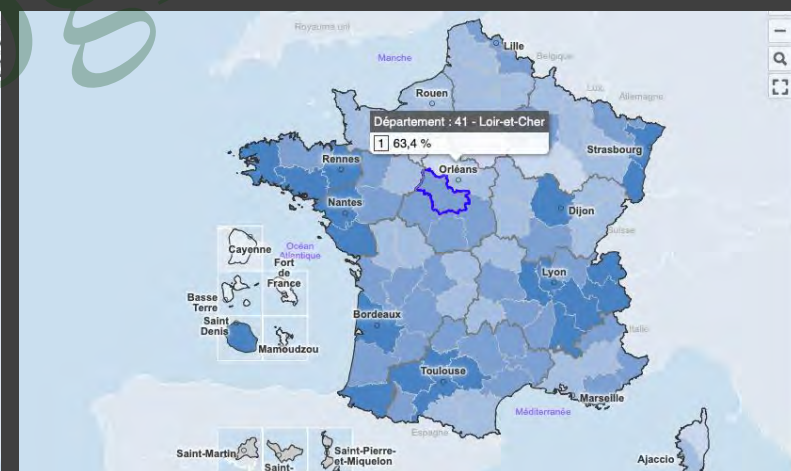 Royaume uni
Lille
Belgique
Manche
Lux.
Allemagne
Rouen
Département : 41 - Loir-et-Cher
1 63,4 %
Strasbourg
Rennes
Orléans
Nantes
Dijon
Suisse
Cayenne
Océan
Atlantique
Fort
de
France
Lyon
Basse
Terre
Saint
Denis
Bordeaux
Italie
Mamoudzou
Toulouse
Marseille
Méditerranée
Espagne
Saint-Martin
Saint-
Saint-Pierre-
et-Miquelon
Ajaccio